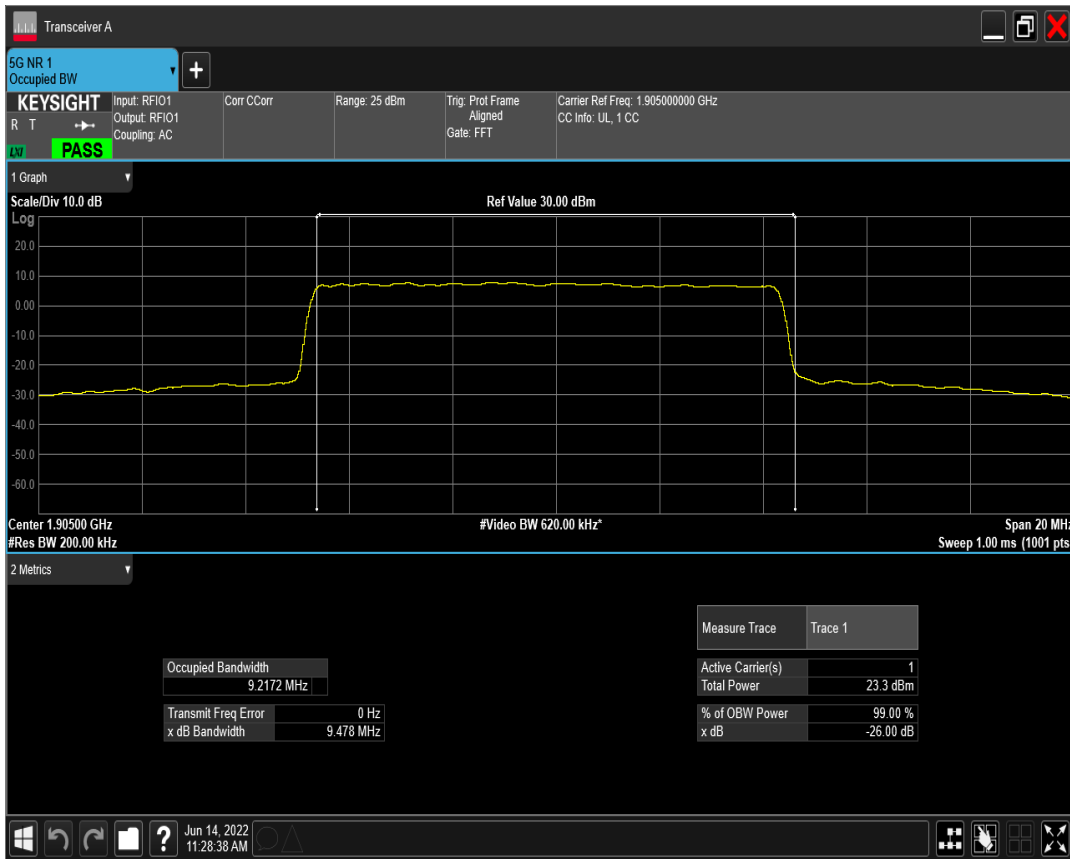 Transceiver A
5G NR 1
Occupied BW
+
KEYSIGHT
R T
LXI
PASS
Input: RFIO1
Output: RFIO1
Coupling: AC
Corr CCorr
Range: 25 dBm
Trig: Prot Frame
Aligned
Gate: FFT
Carrier Ref Freq: 1.905000000 GHz
CC Info: UL, 1 CC
1 Graph
Scale/Div 10.0 dB
Ref Value 30.00 dBm
Log
20.0
10.0
0.00
-10.0
-20.0
-30.0
-40.0
-50.0
-60.0
Center 1.90500 GHz
#Video BW 620.00 kHz*
Span 20 MHz
#Res BW 200.00 kHz
Sweep 1.00 ms (1001 pts
2 Metrics
Measure Trace Trace 1
Occupied Bandwidth
9.2172 MHz
Active Carrier(s) 1
Total Power 23.3 dBm
Transmit Freq Error 0 Hz
x dB Bandwidth 9.478 MHz
% of OBW Power 99.00 %
x dB -26.00 dB
?
Jun 14, 2022
11:28:38 AM